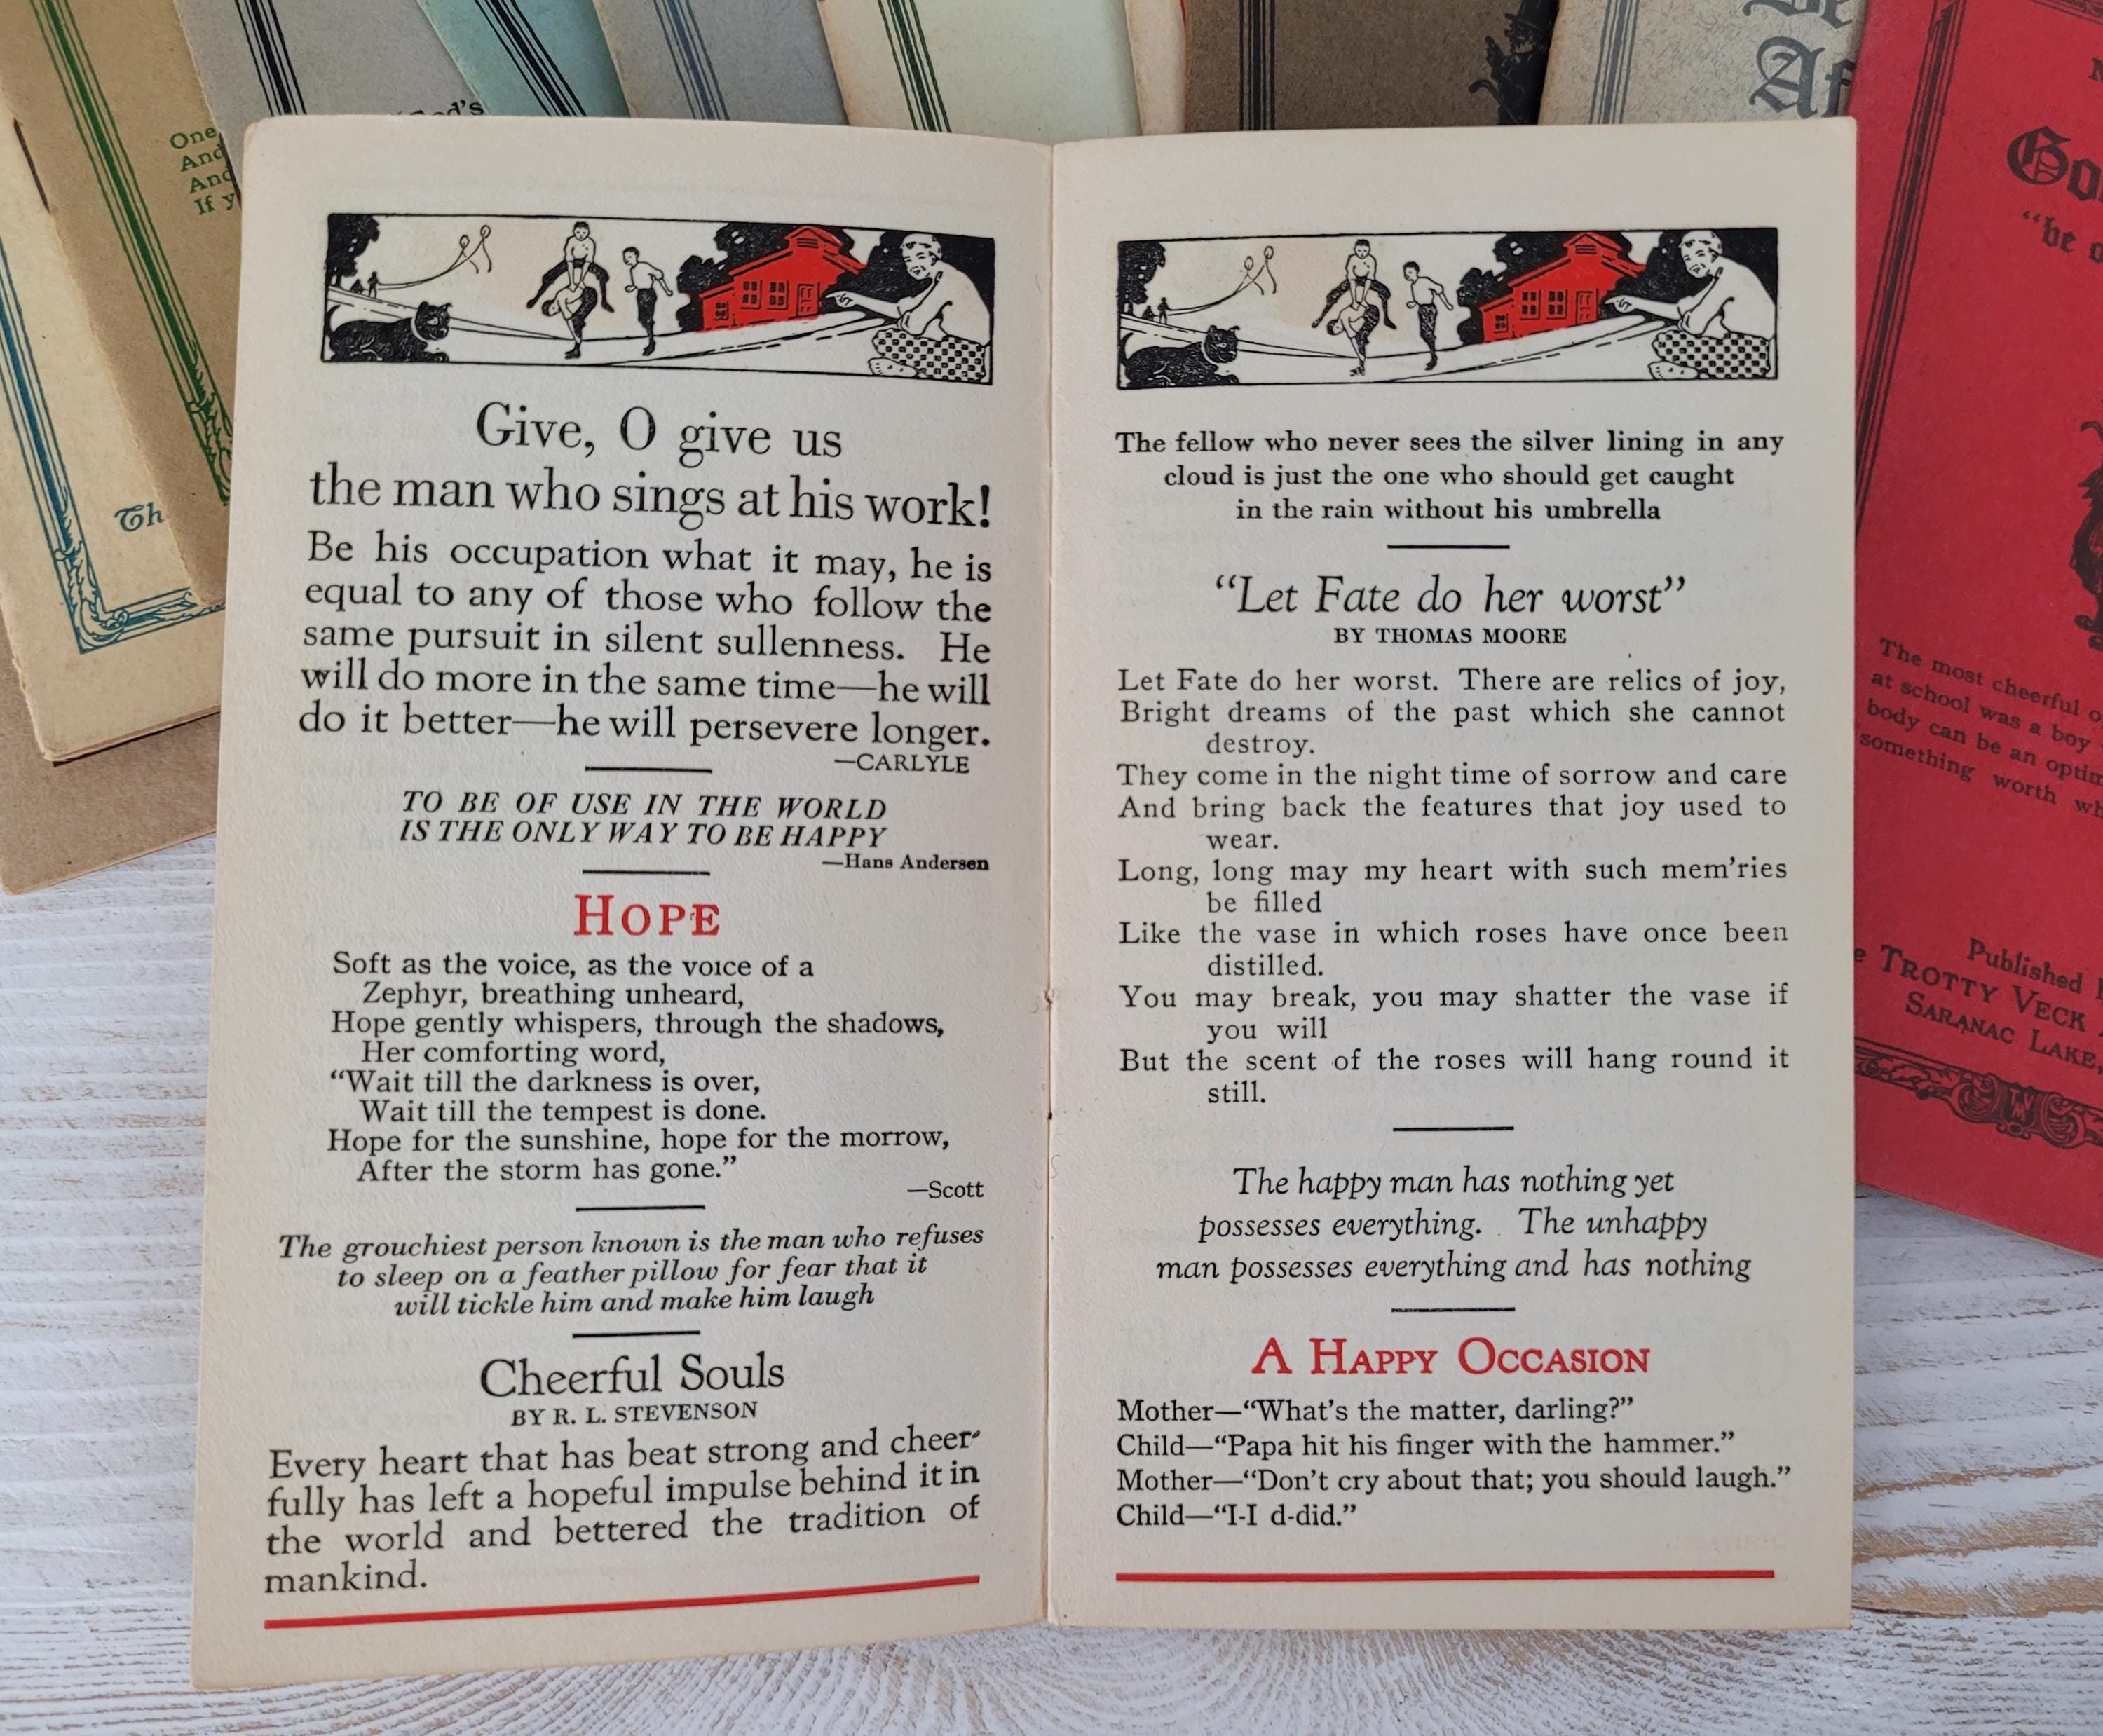 One
And
And
If y
Th
Give, O give us
the man who sings at his work!
Be his occupation what it may, he is
equal to any of those who follow the
same pursuit in silent sullenness. He
will do more in the same time—he will
do it better—he will persevere longer.
—CARLYLE
TO BE OF USE IN THE WORLD
IS THE ONLY WAY TO BE HAPPY
—Hans Andersen
HOPE
Soft as the voice, as the voice of a
Zephyr, breathing unheard,
Hope gently whispers, through the shadows,
Her comforting word,
“Wait till the darkness is over,
Wait till the tempest is done.
Hope for the sunshine, hope for the morrow,
After the storm has gone.”
—Scott
The grouchiest person known is the man who refuses
to sleep on a feather pillow for fear that it
will tickle him and make him laugh
Cheerful Souls
BY R. L. STEVENSON
Every heart that has beat strong and cheer-
fully has left a hopeful impulse behind it in
the world and bettered the tradition of
mankind.
The fellow who never sees the silver lining in any
cloud is just the one who should get caught
in the rain without his umbrella
“Let Fate do her worst”
BY THOMAS MOORE
Let Fate do her worst. There are relics of joy,
Bright dreams of the past which she cannot
destroy.
They come in the night time of sorrow and care
And bring back the features that joy used to
wear.
Long, long may my heart with such mem’ries
be filled
Like the vase in which roses have once been
distilled.
You may break, you may shatter the vase if
you will
But the scent of the roses will hang round it
still.
The happy man has nothing yet
possesses everything. The unhappy
man possesses everything and has nothing
A HAPPY OCCASION
Mother—“What’s the matter, darling?”
Child—“Papa hit his finger with the hammer.”
Mother—“Don’t cry about that; you should laugh.”
Child—“I-I d-did.”
Af
Go
“be o
The most cheerful o
at school was a boy
body can be an optim
something worth wh
Published
e TROTTY VECK
SARANAC LAKE,